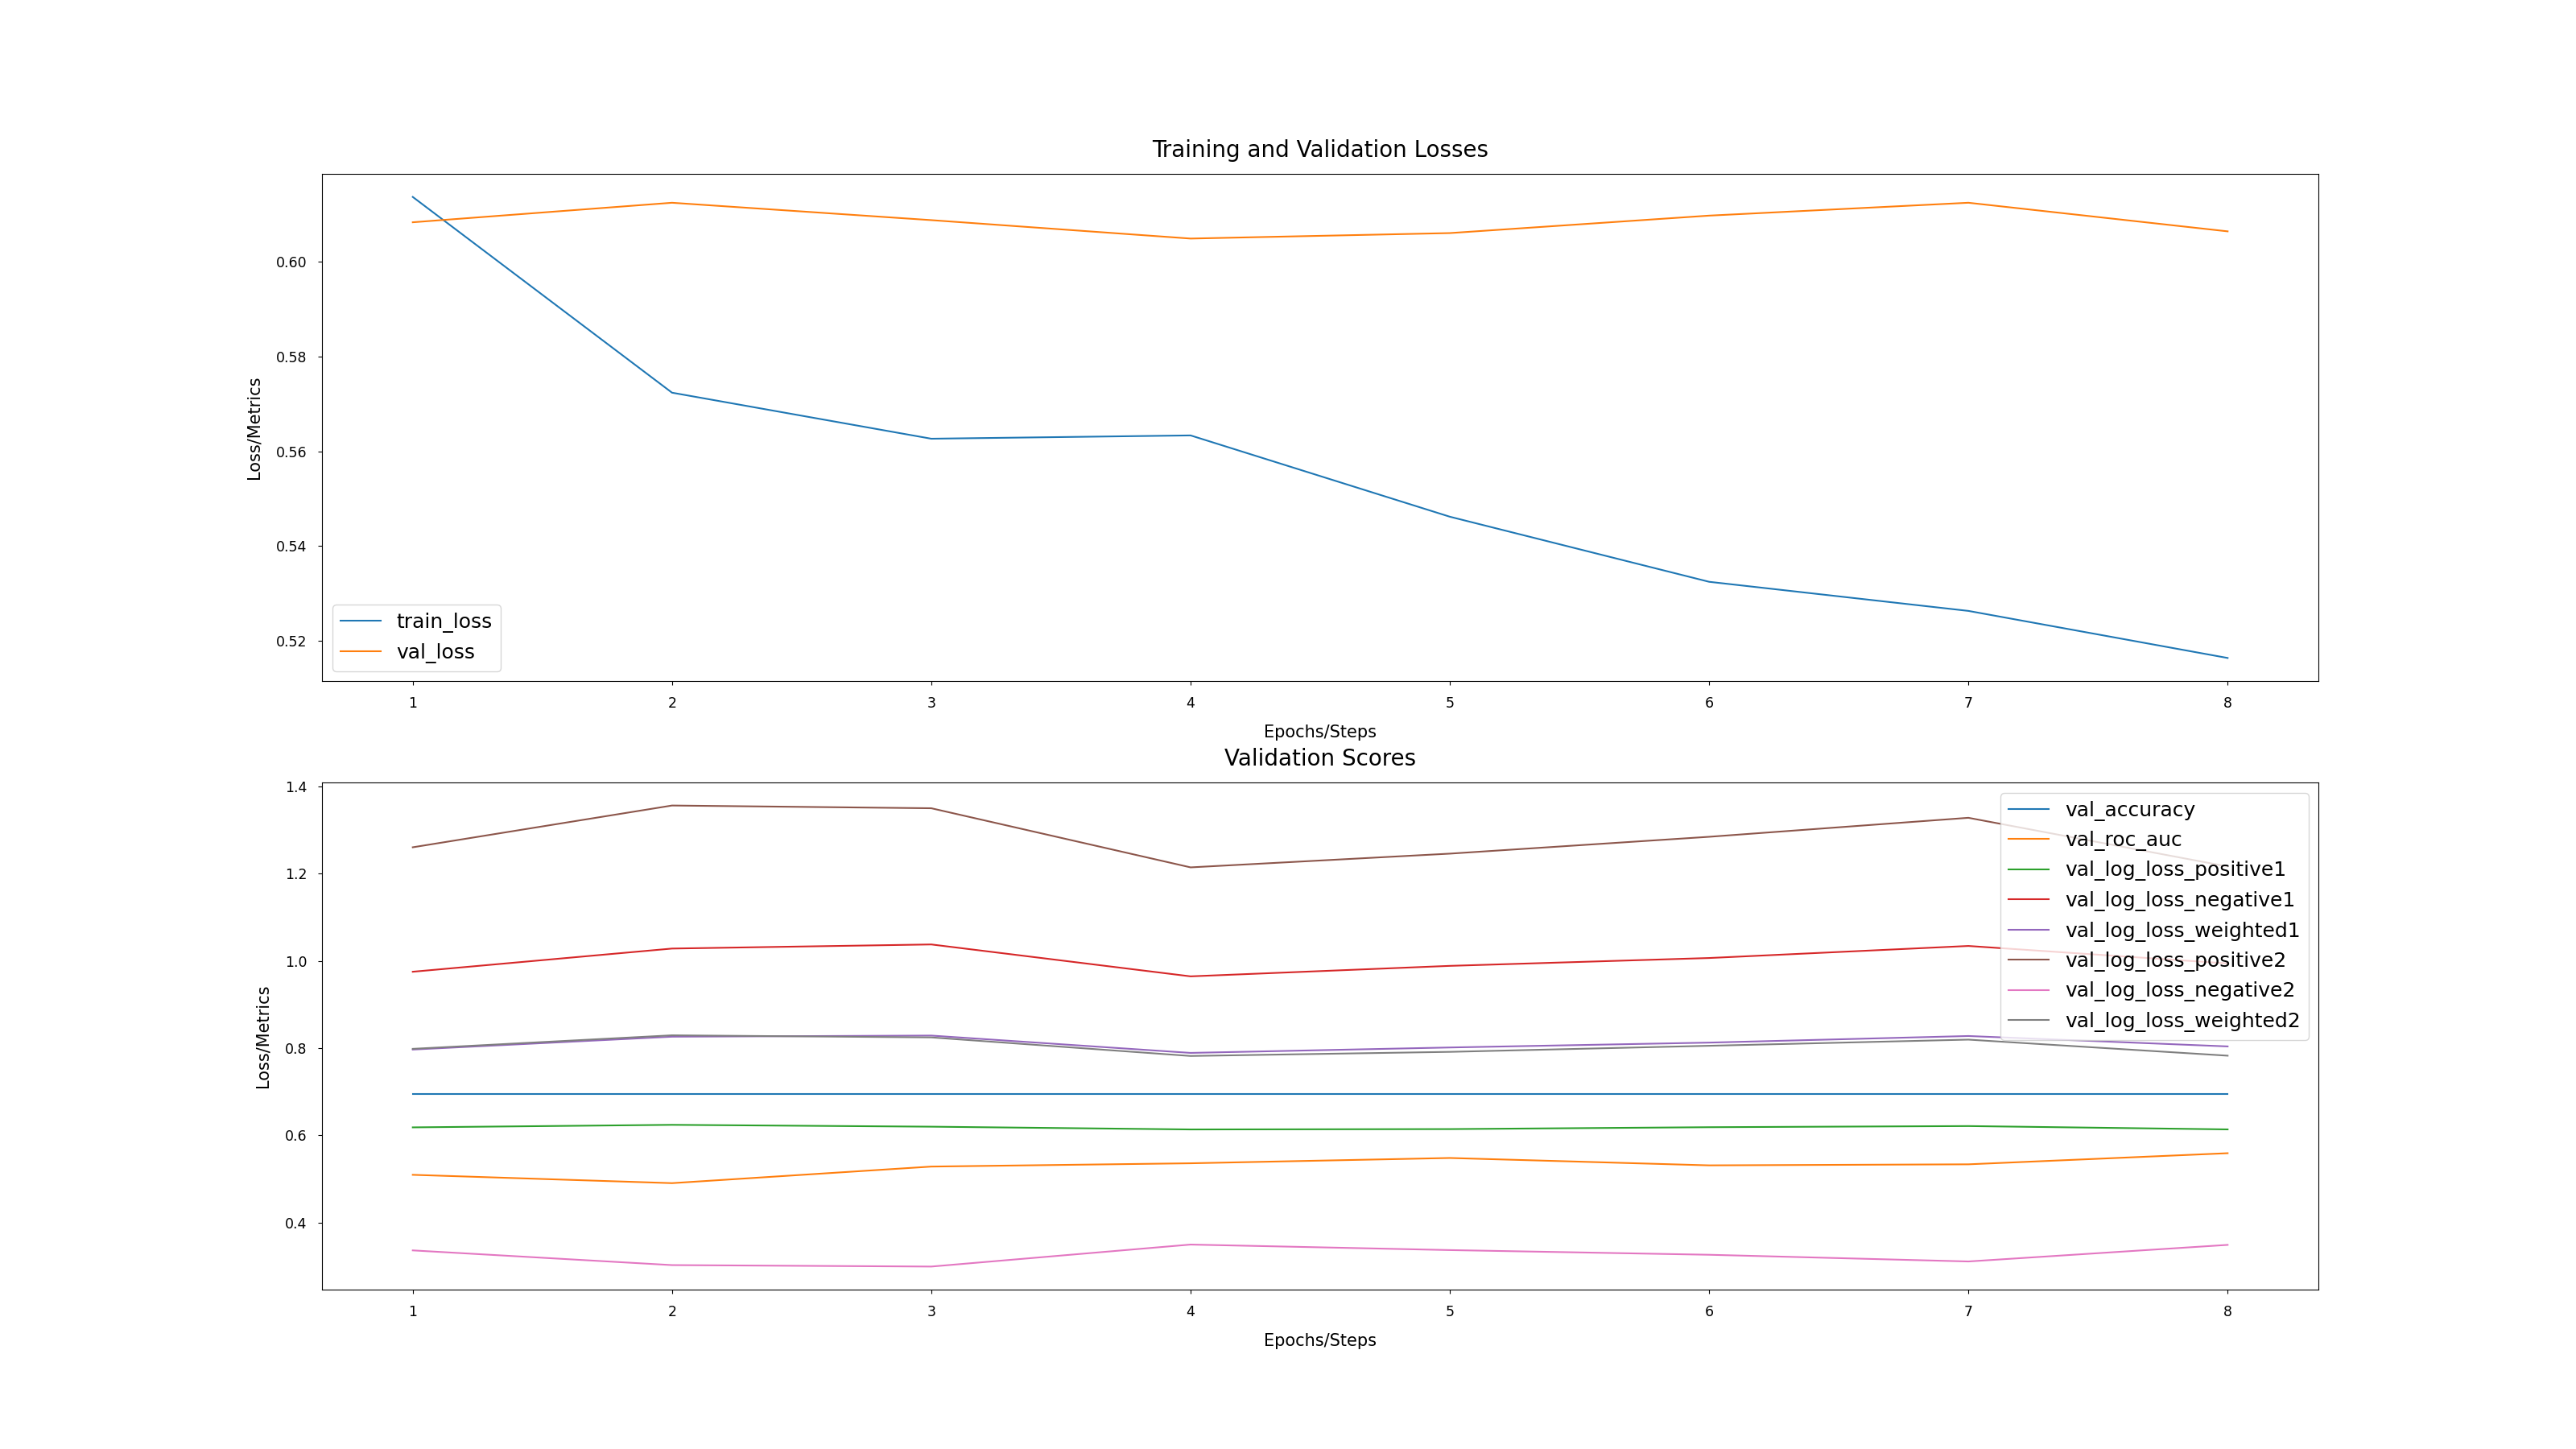 Training and Validation Losses
Loss/Metrics
0.60
0.58
0.56
0.54
0.52
train_loss
val_loss
1 2 3 4 5 6 7 8
Epochs/Steps
Validation Scores
Loss/Metrics
1.4
1.2
1.0
0.8
0.6
0.4
val_accuracy
val_roc_auc
val_log_loss_positive1
val_log_loss_negative1
val_log_loss_weighted1
val_log_loss_positive2
val_log_loss_negative2
val_log_loss_weighted2
1 2 3 4 5 6 7 8
Epochs/Steps